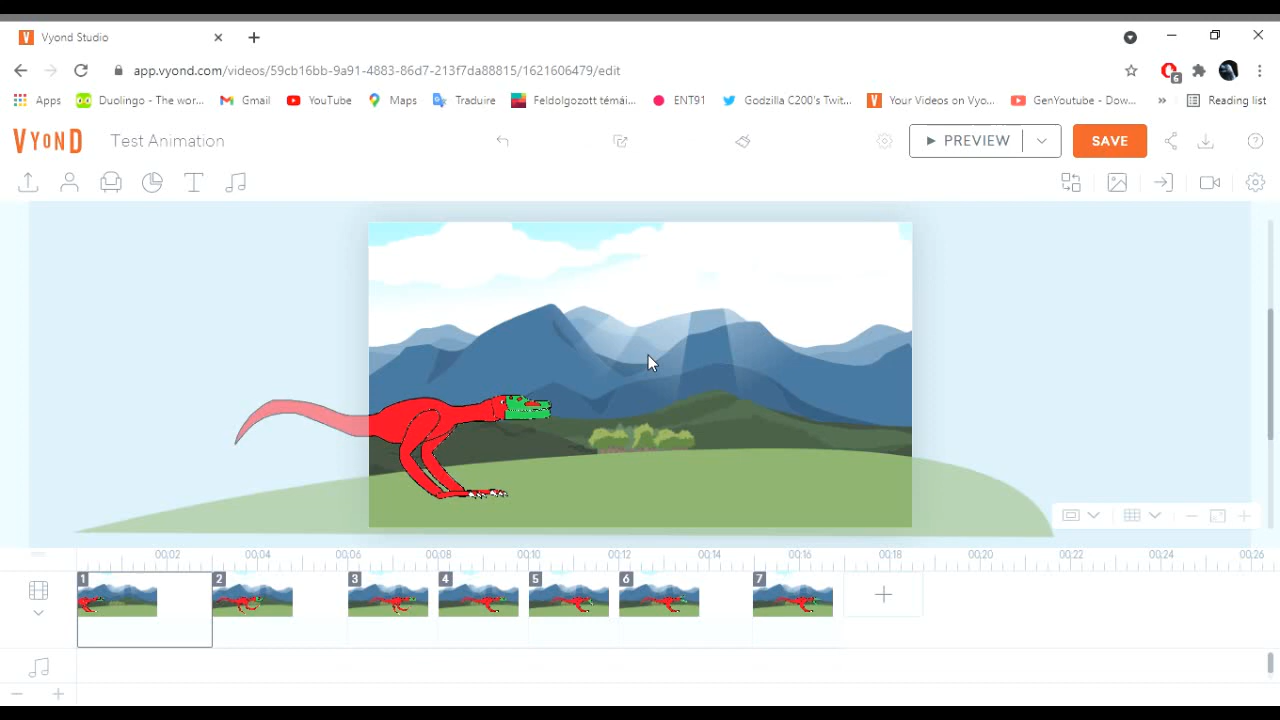 Vyond Studio
app.vyond.com/videos/59cb16bb-9a91-4883-86d7-213f7da88815/1621606479/edit
6
Apps Duolingo - The wor... Gmail YouTube Maps Traduire Feldolgozott témái... ENT91 Godzilla C200's Twit... Your Videos on Vyo... GenYoutube - Dow... » Reading list
VYOND Test Animation PREVIEW SAVE
00;02 00;04 00;06 00;08 00;10 00;12 00;14 00;16 00;18 00;20 00;22 00;24 00;26
1 2 3 4 5 6 7